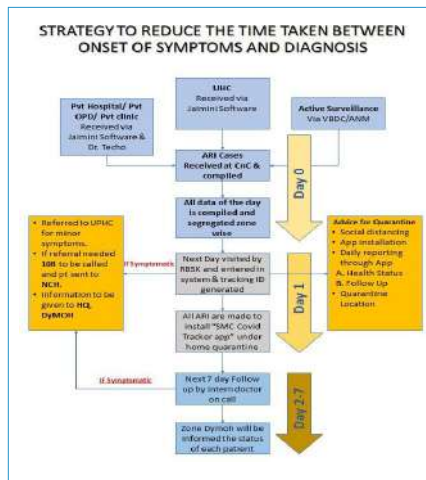 STRATEGY TO REDUCE THE TIME TAKEN BETWEEN
ONSET OF SYMPTOMS AND DIAGNOSIS
UHC
Received via
Jaimini Software
Pvt Hospital/ Pvt
OPD/ Pvt clinic
Received via
Jaimini Software
& Dr. Techo
Active Surveillance
Via VBDC/ANM
ARI Cases
Received at CnC &
compiled
Day 0
All data of the day
is compiled and
segregated zone
wise
• Referred to UPHC for
minor symptoms.
• If referral needed
108 to be called
and pt sent to
NCH.
• Information to be
given to HQ,
DyMOH
If Symptomatic
Next Day visited by
RBSK and entered in
system & tracking ID
generated
Day 1
Advice for Quarantine
• Social distancing
• App installation
• Daily reporting
through App
A. Health Status
B. Follow Up
• Quarantine
Location
All ARI are made to
install "SMC Covid
Tracker app" under
home quarantine
If Symptomatic
Next 7 day Follow
up by intern doctor
on call
Day 2-7
Zone Dymoh will be
informed the status
of each patient